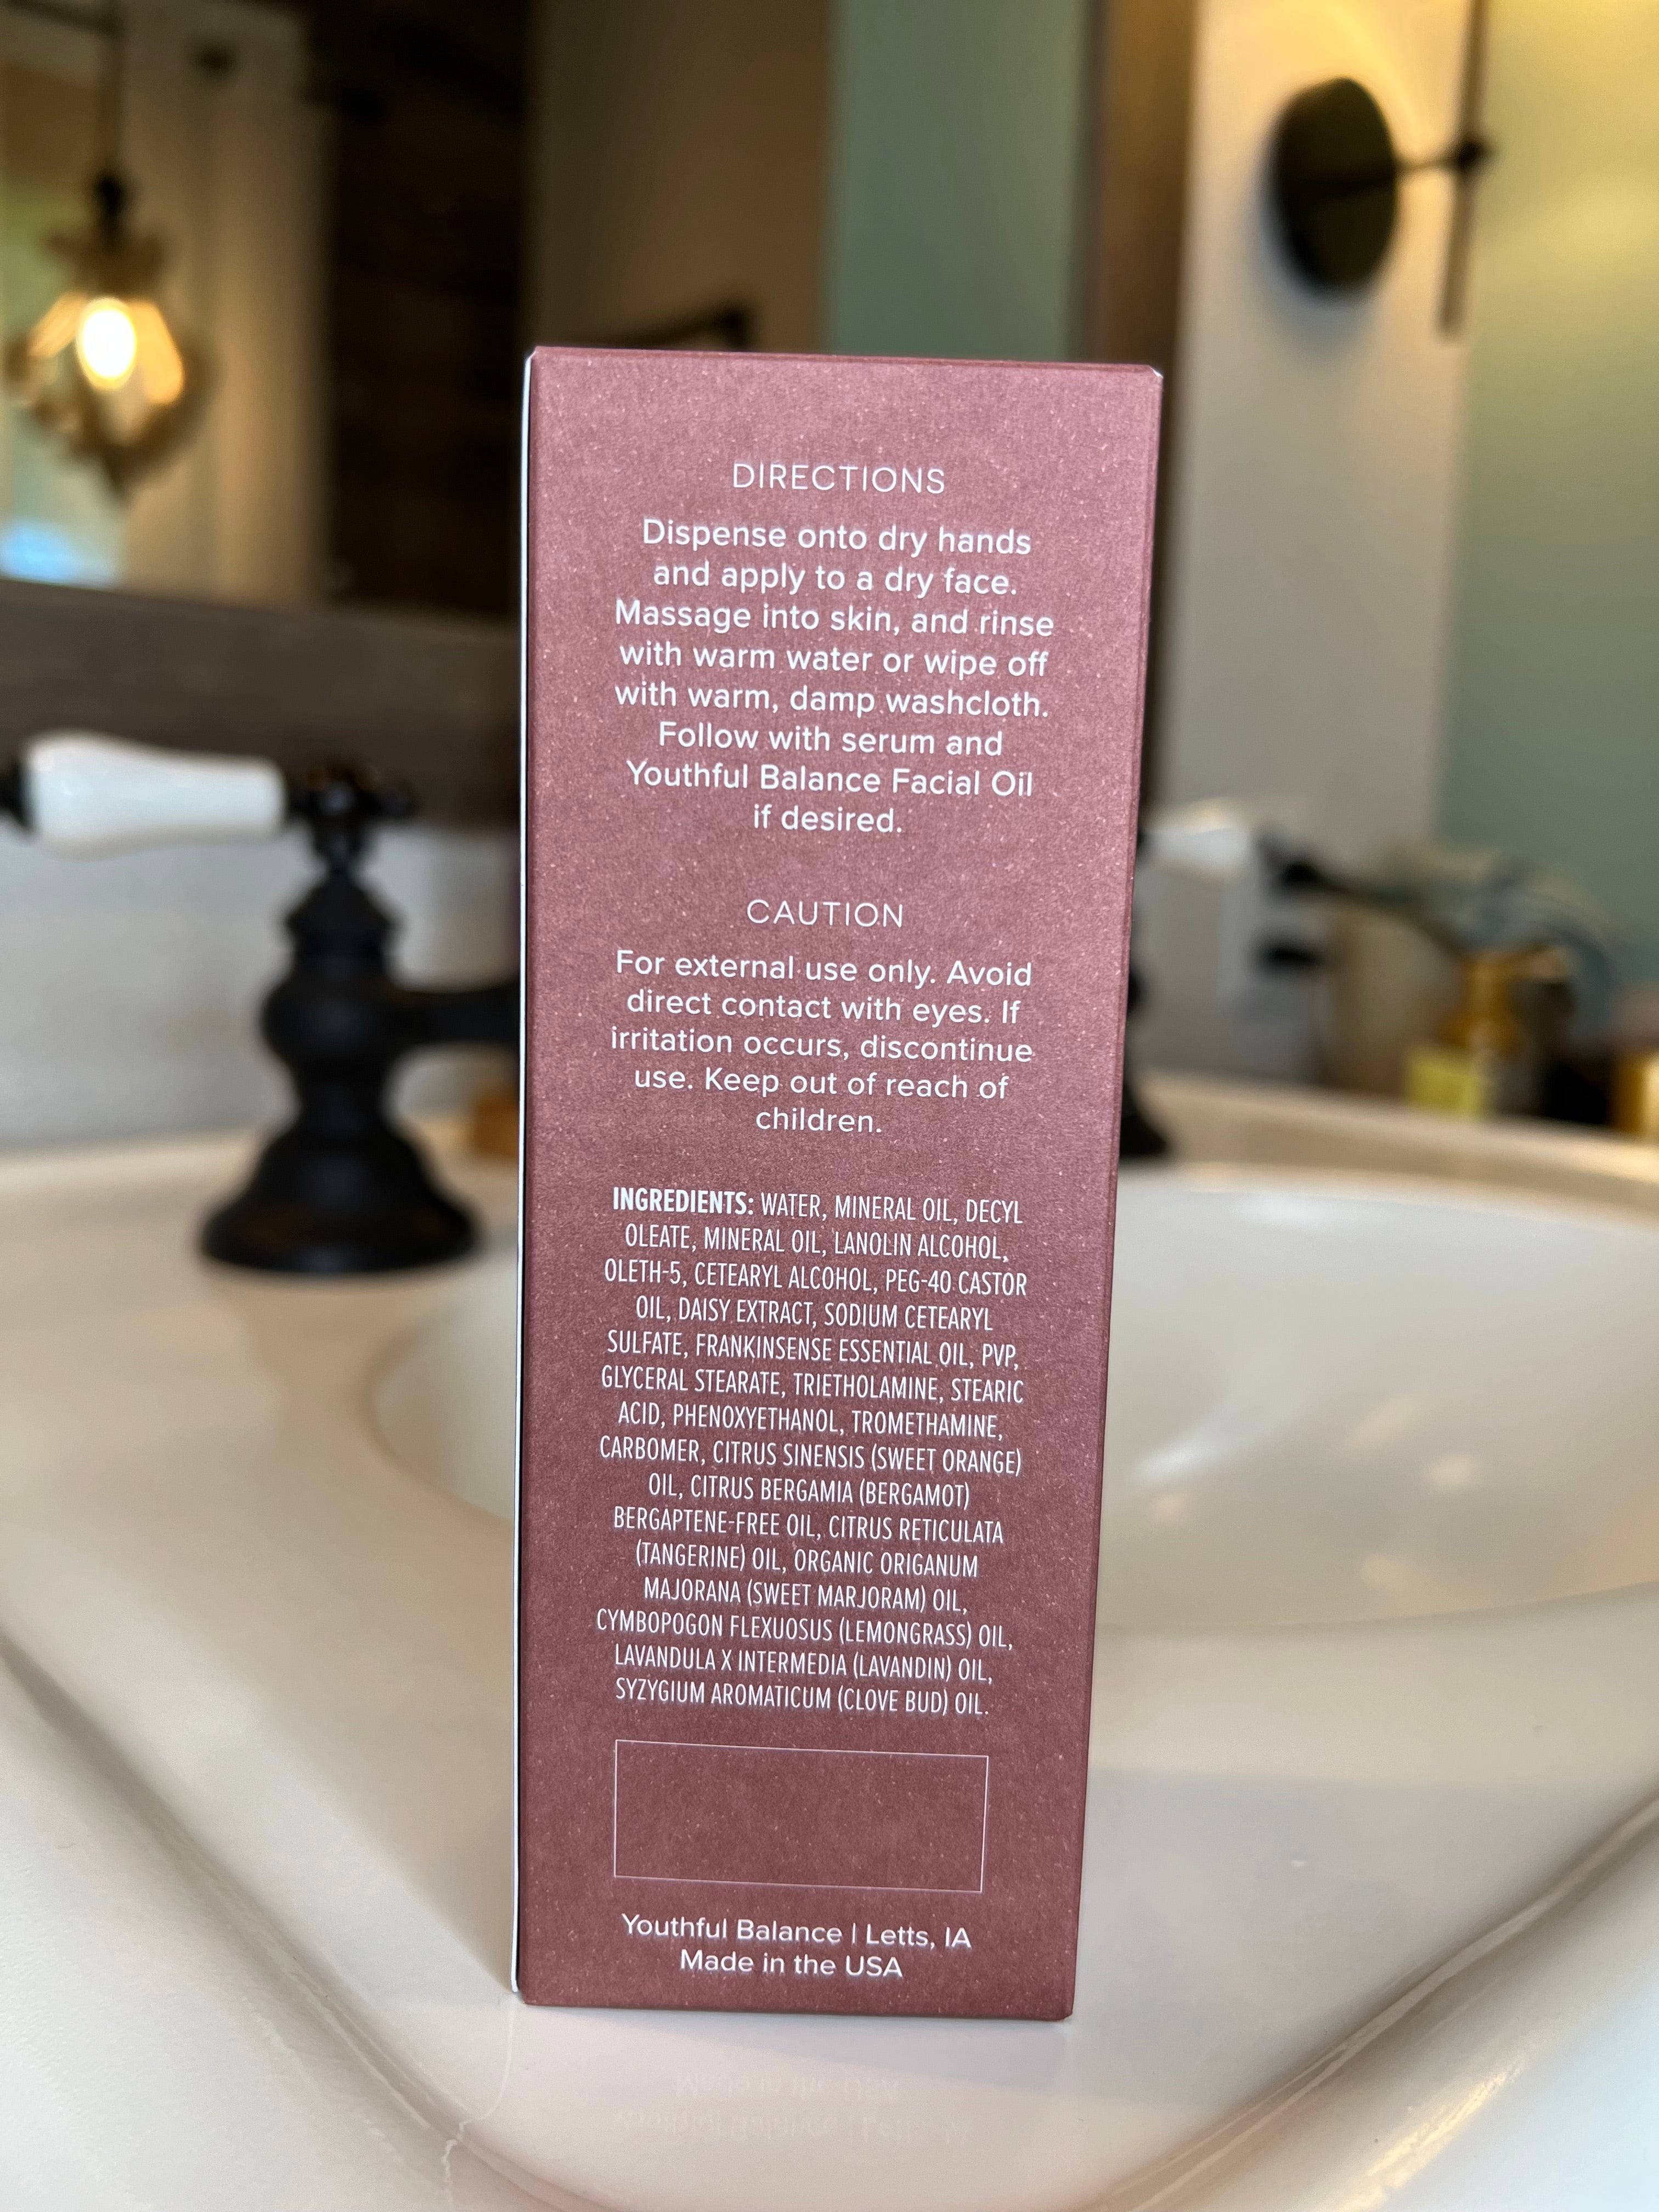 DIRECTIONS
Dispense onto dry hands
and apply to a dry face.
Massage into skin, and rinse
with warm water or wipe off
with warm, damp washcloth.
Follow with serum and
Youthful Balance Facial Oil
if desired.
CAUTION
For external use only. Avoid
direct contact with eyes. If
irritation occurs, discontinue
use. Keep out of reach of
children.
INGREDIENTS: WATER, MINERAL OIL, DECYL
OLEATE, MINERAL OIL, LANOLIN ALCOHOL,
OLETH-5, CETEARYL ALCOHOL, PEG-40 CASTOR
OIL, DAISY EXTRACT, SODIUM CETEARYL
SULFATE, FRANKINSENSE ESSENTIAL OIL, PVP,
GLYCERAL STEARATE, TRIETHOLAMINE, STEARIC
ACID, PHENOXYETHANOL, TROMETHAMINE,
CARBOMER, CITRUS SINENSIS (SWEET ORANGE)
OIL, CITRUS BERGAMIA (BERGAMOT)
BERGAPTENE-FREE OIL, CITRUS RETICULATA
(TANGERINE) OIL, ORGANIC ORIGANUM
MAJORANA (SWEET MARJORAM) OIL,
CYMBOPOGON FLEXUOSUS (LEMONGRASS) OIL,
LAVANDULA X INTERMEDIA (LAVANDIN) OIL,
SYZYGIUM AROMATICUM (CLOVE BUD) OIL.
Youthful Balance | Letts, IA
Made in the USA